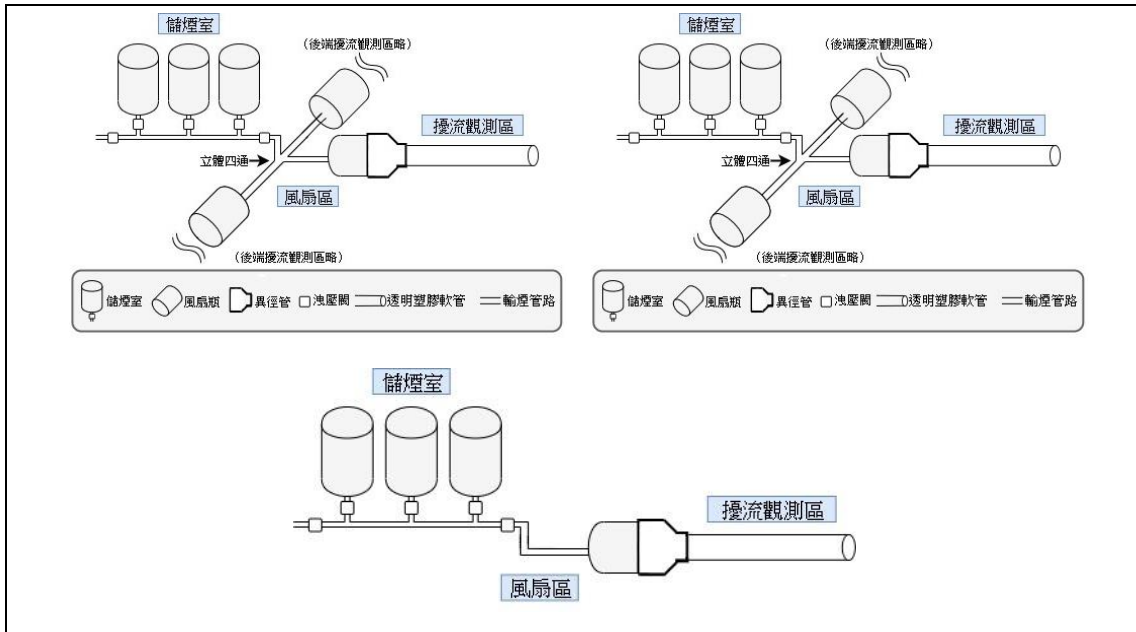 儲煙室
(後端擾流觀測區略)
擾流觀測區
立體四通
風扇區
(後端擾流觀測區略)
儲煙室 風扇瓶 異徑管 洩壓閥 透明塑膠軟管 輸煙管路
儲煙室
(後端擾流觀測區略)
擾流觀測區
立體四通
風扇區
(後端擾流觀測區略)
儲煙室 風扇瓶 異徑管 洩壓閥 透明塑膠軟管 輸煙管路
儲煙室
擾流觀測區
風扇區